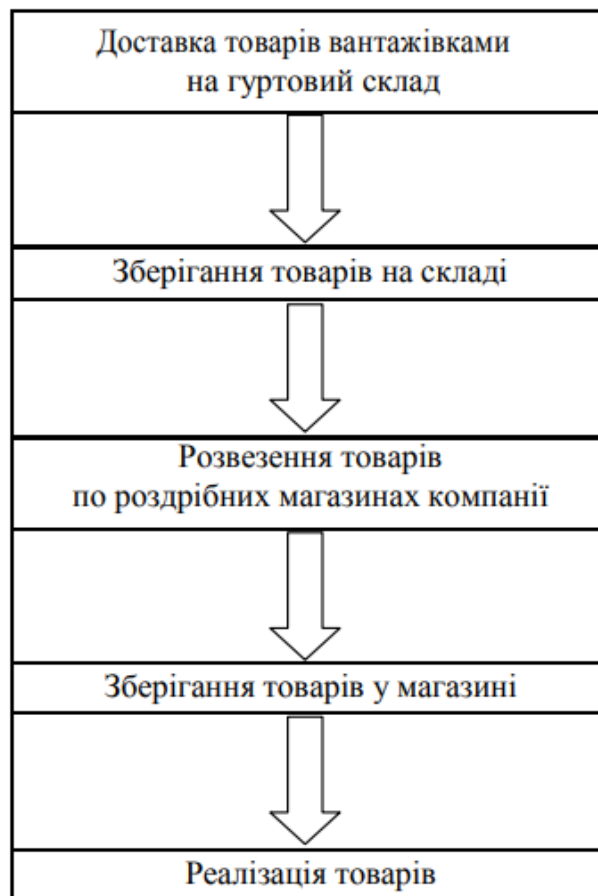 Доставка товарів вантажівками
на гуртовий склад
Зберігання товарів на складі
Розвезення товарів
по роздрібних магазинах компанії
Зберігання товарів у магазині
Реалізація товарів